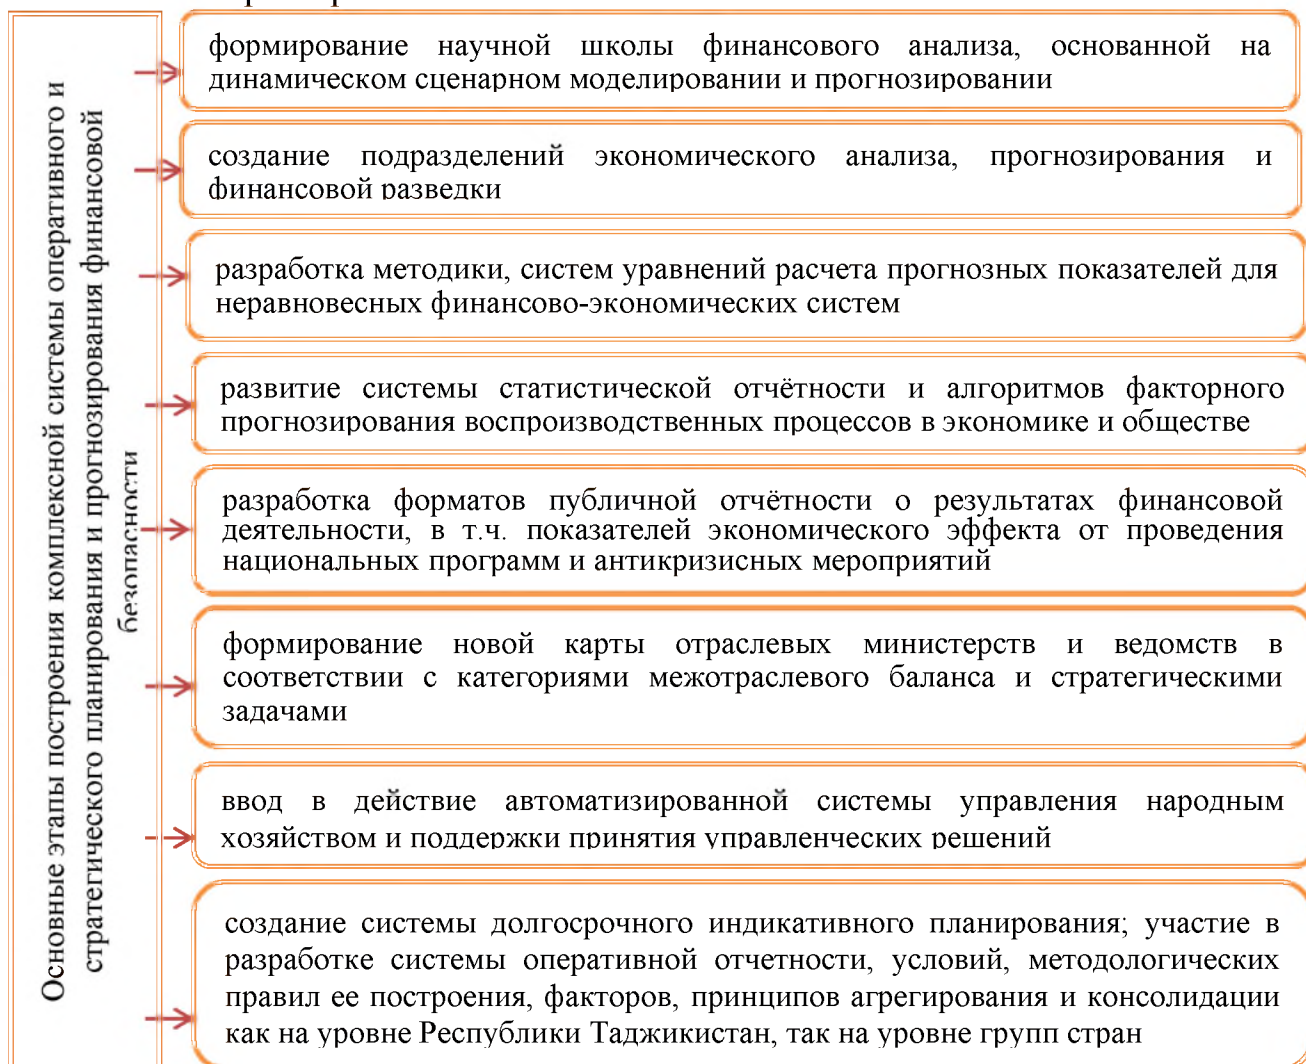 Основные этапы построения комплексной системы оперативного и
стратегического планирования и прогнозирования финансовой
безопасности
формирование научной школы финансового анализа, основанной на
динамическом сценарном моделировании и прогнозировании
создание подразделений экономического анализа, прогнозирования и
финансовой разведки
разработка методики, систем уравнений расчета прогнозных показателей для
неравновесных финансово-экономических систем
развитие системы статистической отчётности и алгоритмов факторного
прогнозирования воспроизводственных процессов в экономике и обществе
разработка форматов публичной отчётности о результатах финансовой
деятельности, в т.ч. показателей экономического эффекта от проведения
национальных программ и антикризисных мероприятий
формирование новой карты отраслевых министерств и ведомств в
соответствии с категориями межотраслевого баланса и стратегическими
задачами
ввод в действие автоматизированной системы управления народным
хозяйством и поддержки принятия управленческих решений
создание системы долгосрочного индикативного планирования; участие в
разработке системы оперативной отчетности, условий, методологических
правил ее построения, факторов, принципов агрегирования и консолидации
как на уровне Республики Таджикистан, так на уровне групп стран